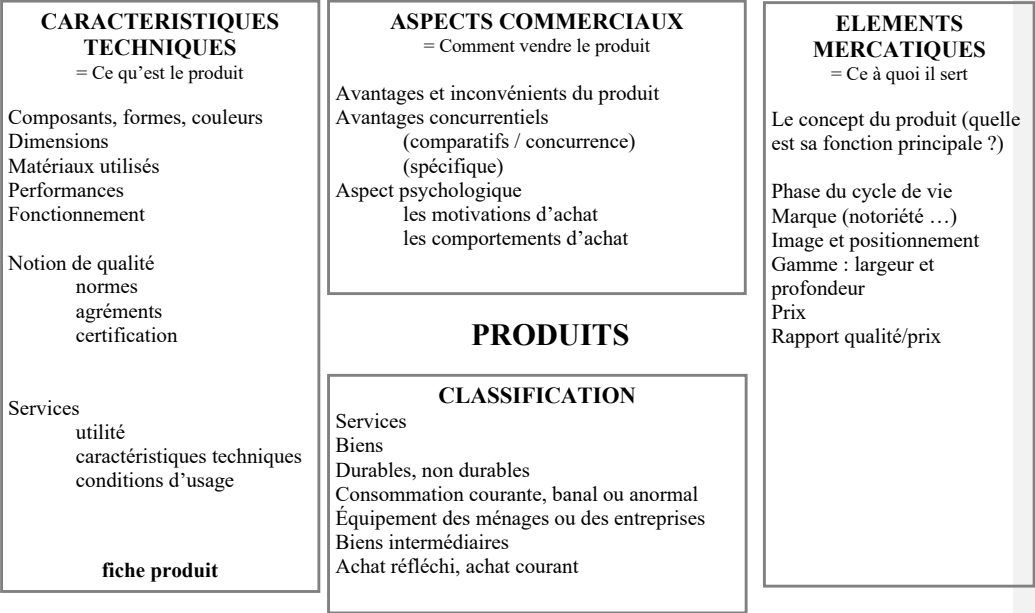 CARACTERISTIQUES
TECHNIQUES
= Ce qu’est le produit
Composants, formes, couleurs
Dimensions
Matériaux utilisés
Performances
Fonctionnement
Notion de qualité
normes
agréments
certification
Services
utilité
caractéristiques techniques
conditions d’usage
fiche produit
ASPECTS COMMERCIAUX
= Comment vendre le produit
Avantages et inconvénients du produit
Avantages concurrentiels
(comparatifs / concurrence)
(spécifique)
Aspect psychologique
les motivations d’achat
les comportements d’achat
PRODUITS
CLASSIFICATION
Services
Biens
Durables, non durables
Consommation courante, banal ou anormal
Équipement des ménages ou des entreprises
Biens intermédiaires
Achat réfléchi, achat courant
ELEMENTS
MERCATIQUES
= Ce à quoi il sert
Le concept du produit (quelle
est sa fonction principale ?)
Phase du cycle de vie
Marque (notoriété …)
Image et positionnement
Gamme : largeur et
profondeur
Prix
Rapport qualité/prix